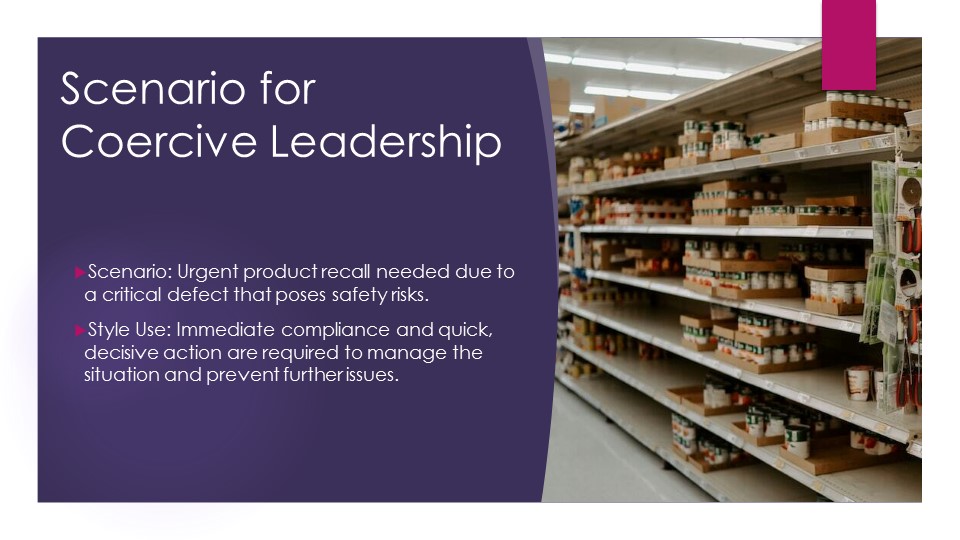 Scenario for
Coercive Leadership
Scenario: Urgent product recall needed due to
a critical defect that poses safety risks.
Style Use: Immediate compliance and quick,
decisive action are required to manage the
situation and prevent further issues.